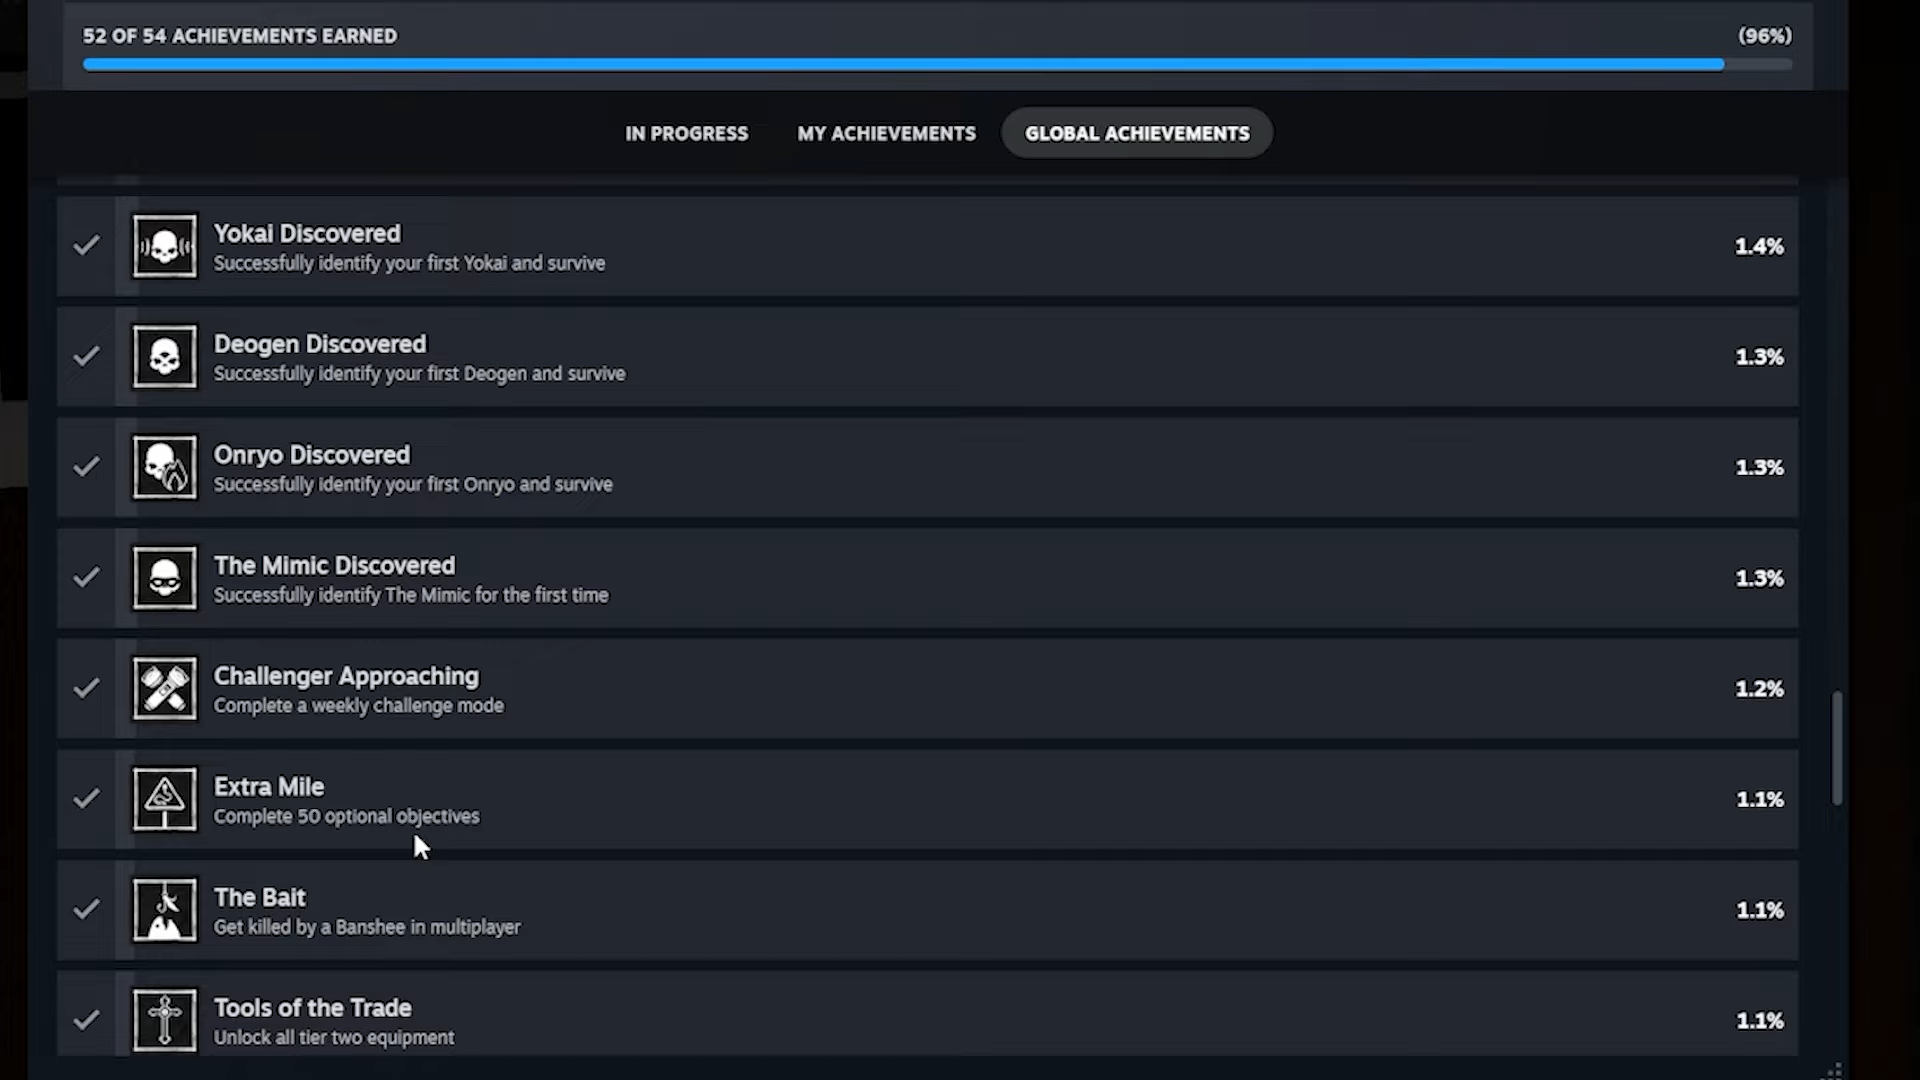 52 OF 54 ACHIEVEMENTS EARNED (96%)
IN PROGRESS MY ACHIEVEMENTS GLOBAL ACHIEVEMENTS
Yokai Discovered
Successfully identify your first Yokai and survive
1.4%
Deogen Discovered
Successfully identify your first Deogen and survive
1.3%
Onryo Discovered
Successfully identify your first Onryo and survive
1.3%
The Mimic Discovered
Successfully identify The Mimic for the first time
1.3%
Challenger Approaching
Complete a weekly challenge mode
1.2%
Extra Mile
Complete 50 optional objectives
1.1%
The Bait
Get killed by a Banshee in multiplayer
1.1%
Tools of the Trade
Unlock all tier two equipment
1.1%